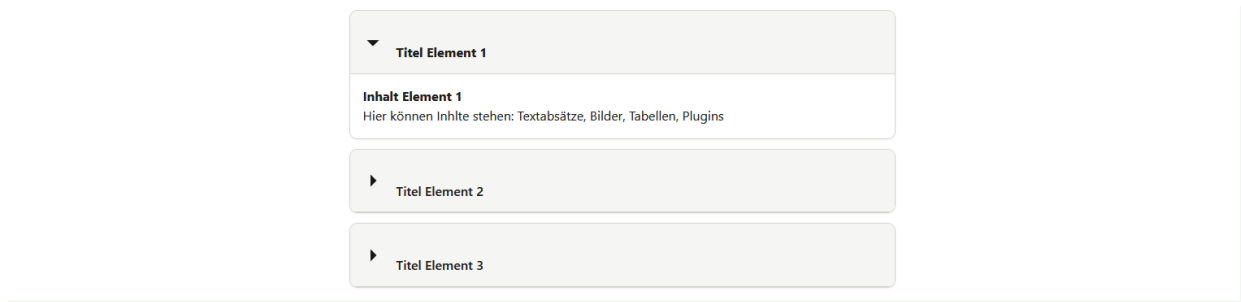 Titel Element 1
Inhalt Element 1
Hier können Inhlte stehen: Textabsätze, Bilder, Tabellen, Plugins
Titel Element 2
Titel Element 3